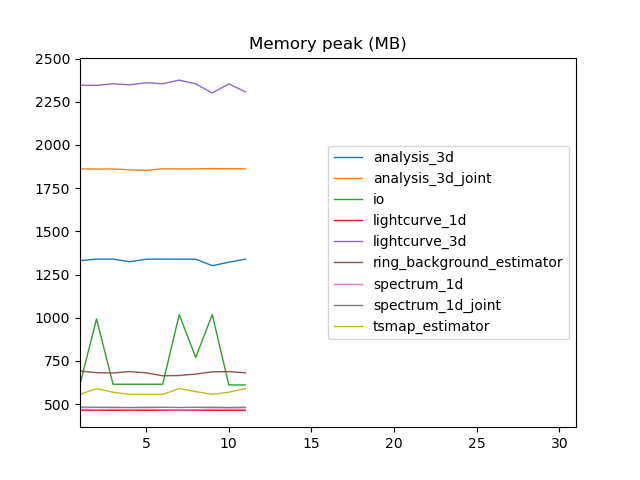 Memory peak (MB)
2500
2250
2000
1750
1500
1250
1000
750
500
analysis_3d
analysis_3d_joint
io
lightcurve_1d
lightcurve_3d
ring_background_estimator
spectrum_1d
spectrum_1d_joint
tsmap_estimator
5 10 15 20 25 30